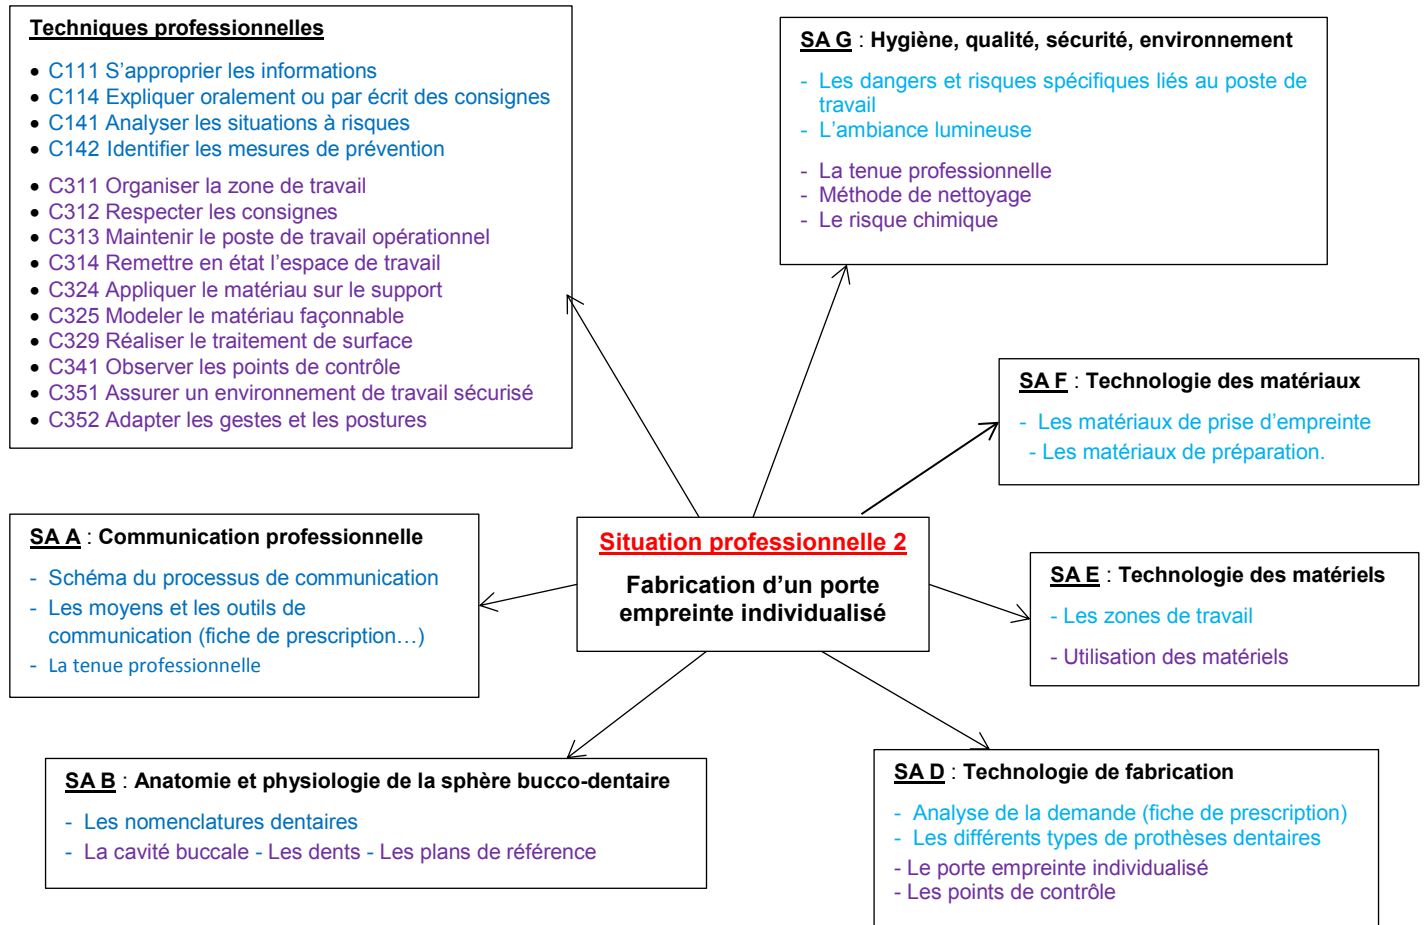 Techniques professionnelles
• C111 S'approprier les informations
• C114 Expliquer oralement ou par écrit des consignes
• C141 Analyser les situations à risques
• C142 Identifier les mesures de prévention
• C311 Organiser la zone de travail
• C312 Respecter les consignes
• C313 Maintenir le poste de travail opérationnel
• C314 Remettre en état l'espace de travail
• C324 Appliquer le matériau sur le support
• C325 Modeler le matériau façonnable
• C329 Réaliser le traitement de surface
• C341 Observer les points de contrôle
• C351 Assurer un environnement de travail sécurisé
• C352 Adapter les gestes et les postures
SA G : Hygiène, qualité, sécurité, environnement
- Les dangers et risques spécifiques liés au poste de
travail
- L'ambiance lumineuse
- La tenue professionnelle
- Méthode de nettoyage
- Le risque chimique
SA F : Technologie des matériaux
- Les matériaux de prise d'empreinte
- Les matériaux de préparation.
SA A : Communication professionnelle
- Schéma du processus de communication
- Les moyens et les outils de
communication (fiche de prescription…)
- La tenue professionnelle
Situation professionnelle 2
Fabrication d'un porte
empreinte individualisé
SA E : Technologie des matériels
- Les zones de travail
- Utilisation des matériels
SA B : Anatomie et physiologie de la sphère bucco-dentaire
- Les nomenclatures dentaires
- La cavité buccale - Les dents - Les plans de référence
SA D : Technologie de fabrication
- Analyse de la demande (fiche de prescription)
- Les différents types de prothèses dentaires
- Le porte empreinte individualisé
- Les points de contrôle